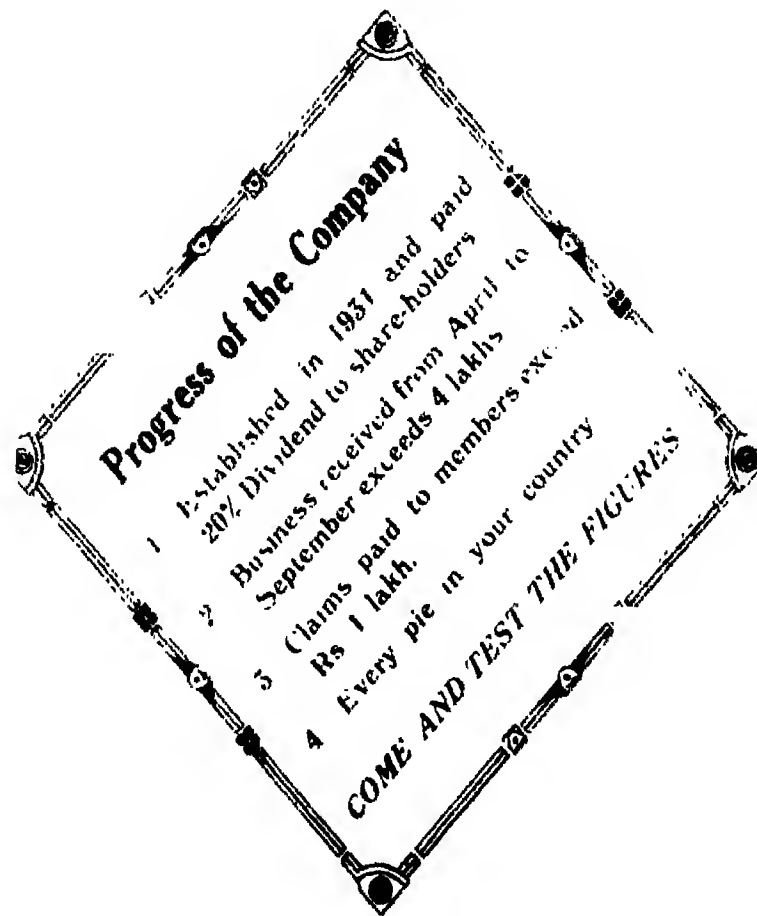 Progress of the Company
1 Established in 1931 and paid
20% Dividend to share-holders
2 Business received from April to
September exceeds 4 lakhs
3 Claims paid to members exceed
Rs 1 lakh.
4 Every pie in your country
COME AND TEST THE FIGURES